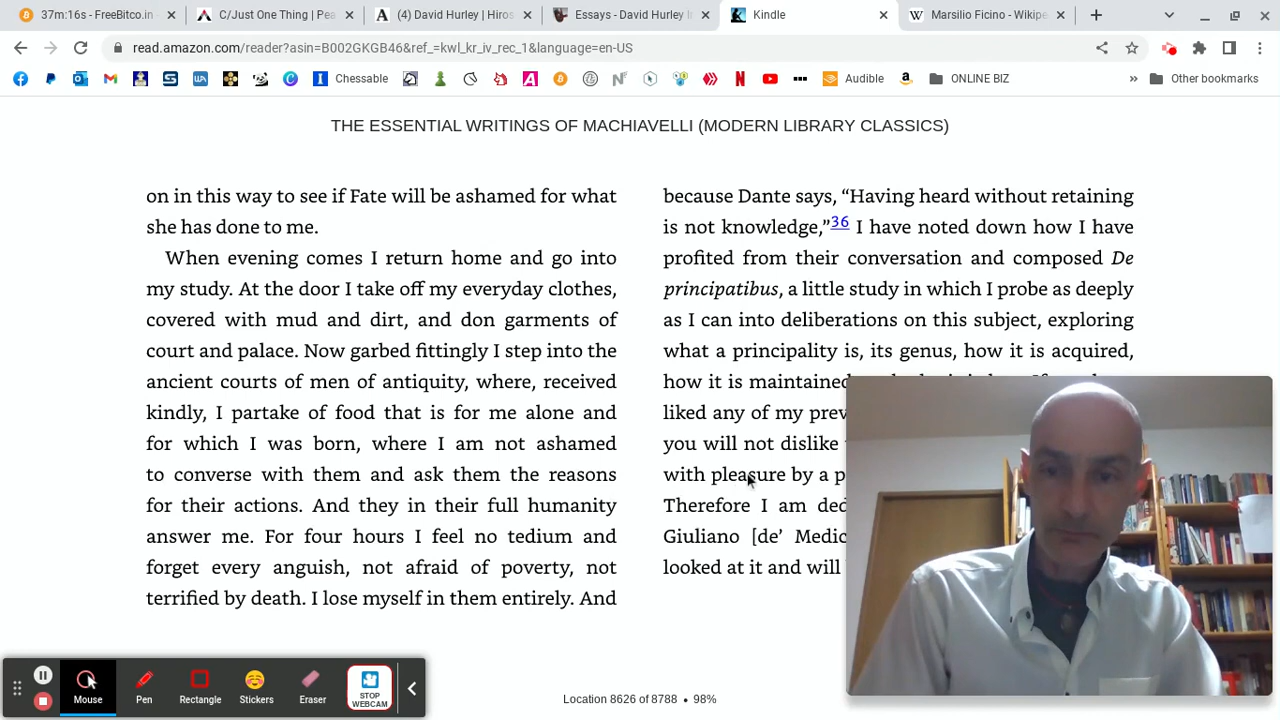 37m:16s - FreeBitco.in -
C/Just One Thing | Pea
(4) David Hurley | Hiros
Essays - David Hurley In
Kindle
Marsilio Ficino - Wikipe
read.amazon.com/reader?asin=B002GKGB46&ref_=kwl_kr_iv_rec_1&language=en-US
Chessable
Audible
ONLINE BIZ
Other bookmarks
THE ESSENTIAL WRITINGS OF MACHIAVELLI (MODERN LIBRARY CLASSICS)
on in this way to see if Fate will be ashamed for what
she has done to me.
When evening comes I return home and go into
my study. At the door I take off my everyday clothes,
covered with mud and dirt, and don garments of
court and palace. Now garbed fittingly I step into the
ancient courts of men of antiquity, where, received
kindly, I partake of food that is for me alone and
for which I was born, where I am not ashamed
to converse with them and ask them the reasons
for their actions. And they in their full humanity
answer me. For four hours I feel no tedium and
forget every anguish, not afraid of poverty, not
terrified by death. I lose myself in them entirely. And
because Dante says, “Having heard without retaining
is not knowledge,”36 I have noted down how I have
profited from their conversation and composed De
principatibus, a little study in which I probe as deeply
as I can into deliberations on this subject, exploring
what a principality is, its genus, how it is acquired,
how it is maintained
liked any of my prev
you will not dislike
with pleasure by a p
Therefore I am ded
Giuliano [de’ Medic
looked at it and will
Mouse
Pen
Rectangle
Stickers
Eraser
STOP
WEBCAM
Location 8626 of 8788 • 98%